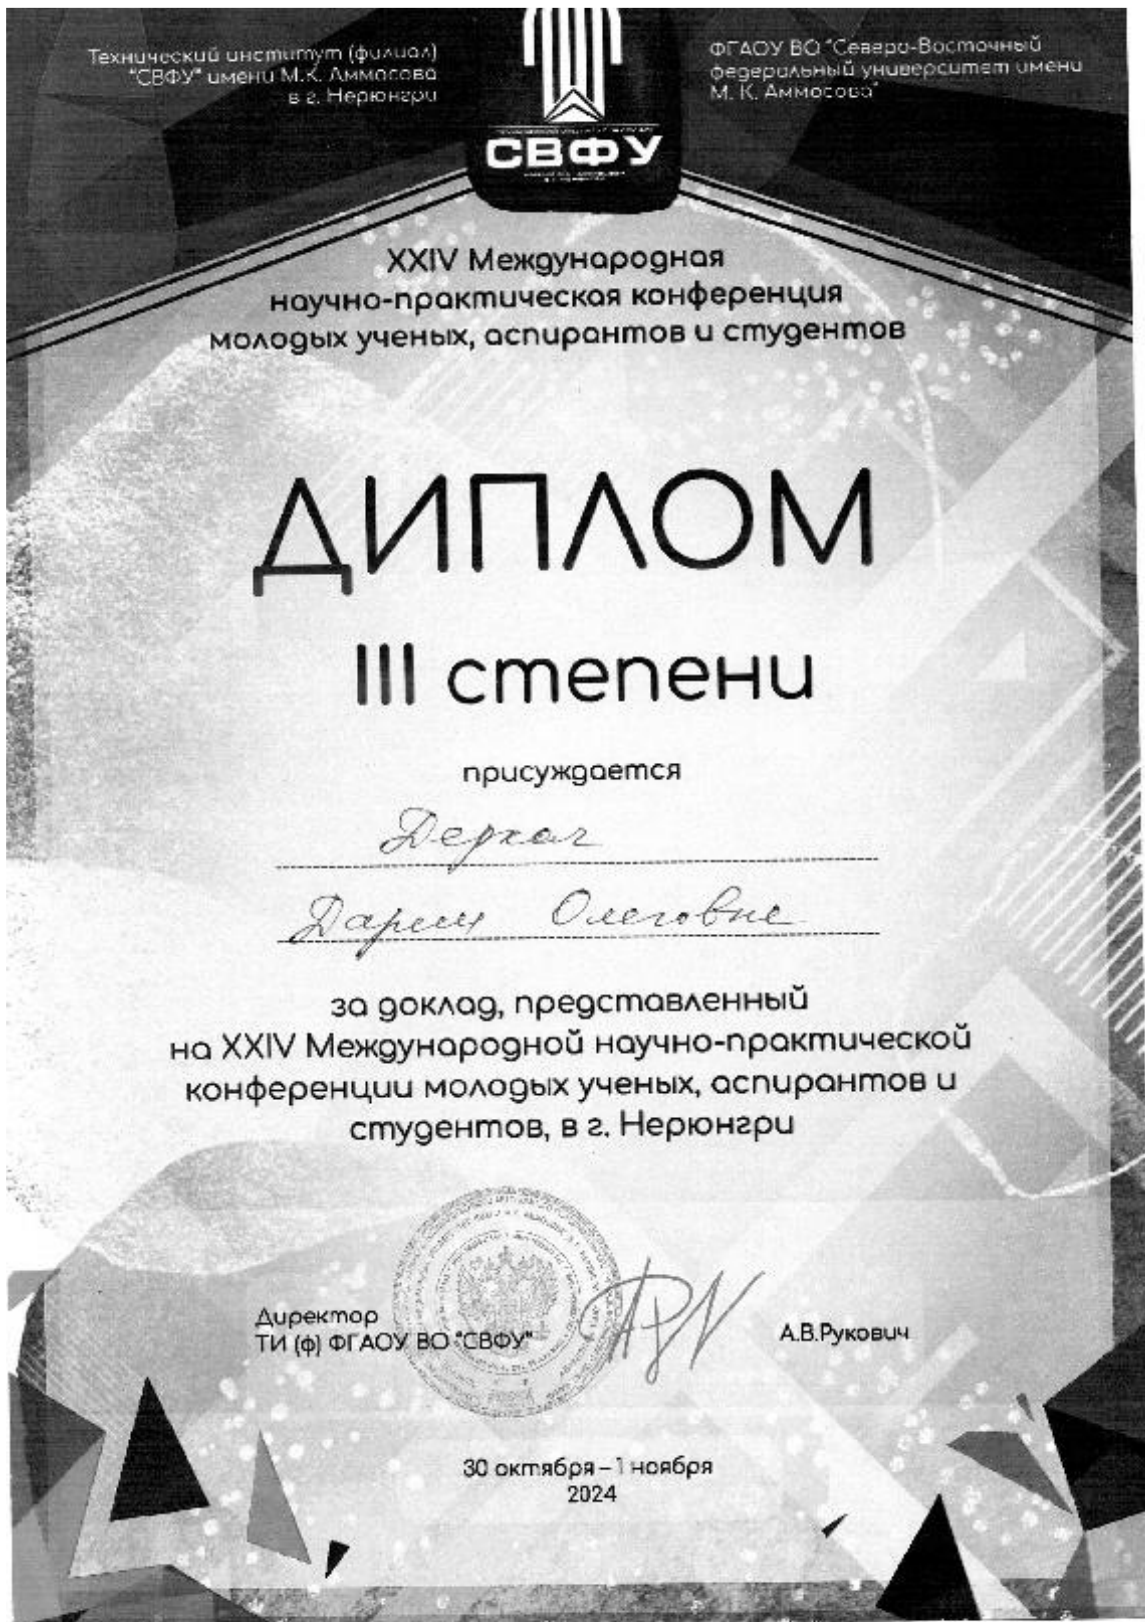 Технический институт (филиал)
"СВФУ" имени М.К. Аммосова
в г. Нерюнгри
ФГАОУ ВО "Северо-Восточный
федеральный университет имени
М. К. Аммосова"
СВФУ
XXIV Международная
научно-практическая конференция
молодых ученых, аспирантов и студентов
ДИПЛОМ
III степени
присуждается
Деркач
Дарии Олеговне
за доклад, представленный
на XXIV Международной научно-практической
конференции молодых ученых, аспирантов и
студентов, в г. Нерюнгри
Директор
ТИ (ф) ФГАОУ ВО "СВФУ"
А.В.Рукович
30 октября – 1 ноября
2024